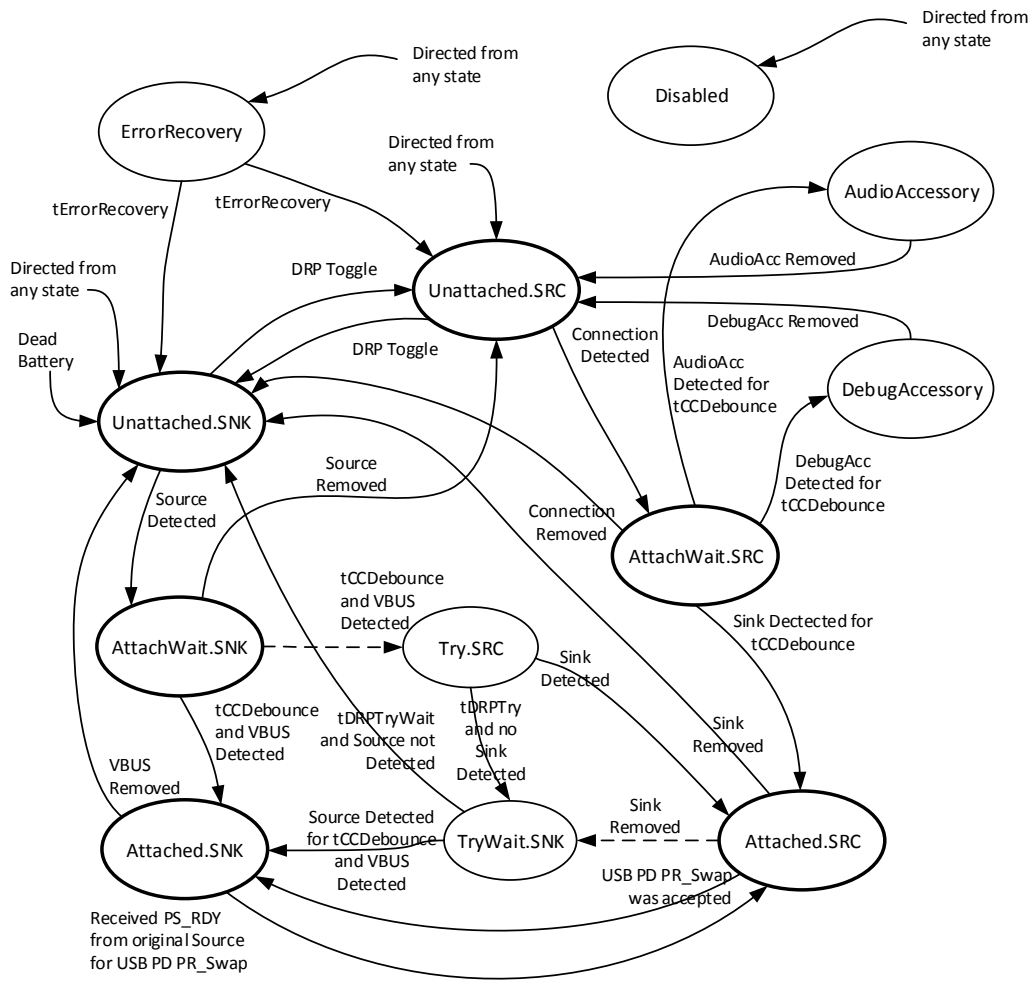 Directed from
any state
Directed from
any state
Disabled
ErrorRecovery
Directed from
any state
AudioAccessory
tErrorRecovery
tErrorRecovery
AudioAcc Removed
Directed from
any state
DRP Toggle
Unattached.SRC
DebugAcc Removed
Dead
Battery
DRP Toggle
Connection
Detected
AudioAcc
Detected for
tCCDebounce
DebugAccessory
Unattached.SNK
Source
Removed
DebugAcc
Detected for
tCCDebounce
Source
Detected
Connection
Removed
AttachWait.SRC
tCCDebounce
and VBUS
Detected
Sink Dectected for
tCCDebounce
AttachWait.SNK
Try.SRC
Sink
Detected
tCCDebounce
and VBUS
Detected
tDRPTryWait
and Source not
Detected
tDRPTry
and no
Sink
Detected
Sink
Removed
VBUS
Removed
Source Detected
for tCCDebounce
and VBUS
Detected
Sink
Removed
Attached.SNK
TryWait.SNK
Attached.SRC
USB PD PR_Swap
was accepted
Received PS_RDY
from original Source
for USB PD PR_Swap